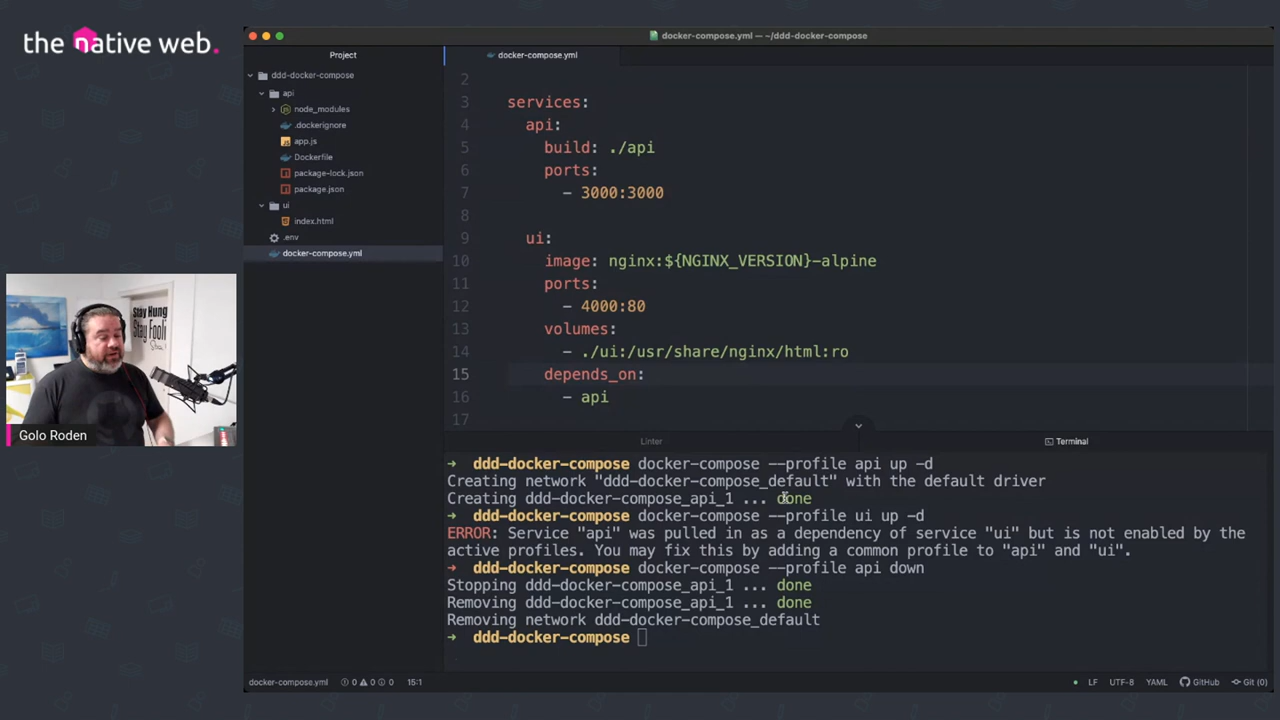 the native web.
docker-compose.yml — ~/ddd-docker-compose
Project
docker-compose.yml
ddd-docker-compose
api
node_modules
.dockerignore
app.js
Dockerfile
package-lock.json
package.json
ui
index.html
.env
docker-compose.yml
2
3 services:
4 api:
5 build: ./api
6 ports:
7 - 3000:3000
8
9 ui:
10 image: nginx:${NGINX_VERSION}-alpine
11 ports:
12 - 4000:80
13 volumes:
14 - ./ui:/usr/share/nginx/html:ro
15 depends_on:
16 - api
17
Stay Hung
Stay Fooli
Golo Roden
Linter
Terminal
→ ddd-docker-compose docker-compose --profile api up -d
Creating network "ddd-docker-compose_default" with the default driver
Creating ddd-docker-compose_api_1 ... done
→ ddd-docker-compose docker-compose --profile ui up -d
ERROR: Service "api" was pulled in as a dependency of service "ui" but is not enabled by the
active profiles. You may fix this by adding a common profile to "api" and "ui".
→ ddd-docker-compose docker-compose --profile api down
Stopping ddd-docker-compose_api_1 ... done
Removing ddd-docker-compose_api_1 ... done
Removing network ddd-docker-compose_default
→ ddd-docker-compose
docker-compose.yml 0 0 0 15:1
LF UTF-8 YAML GitHub Git (0)